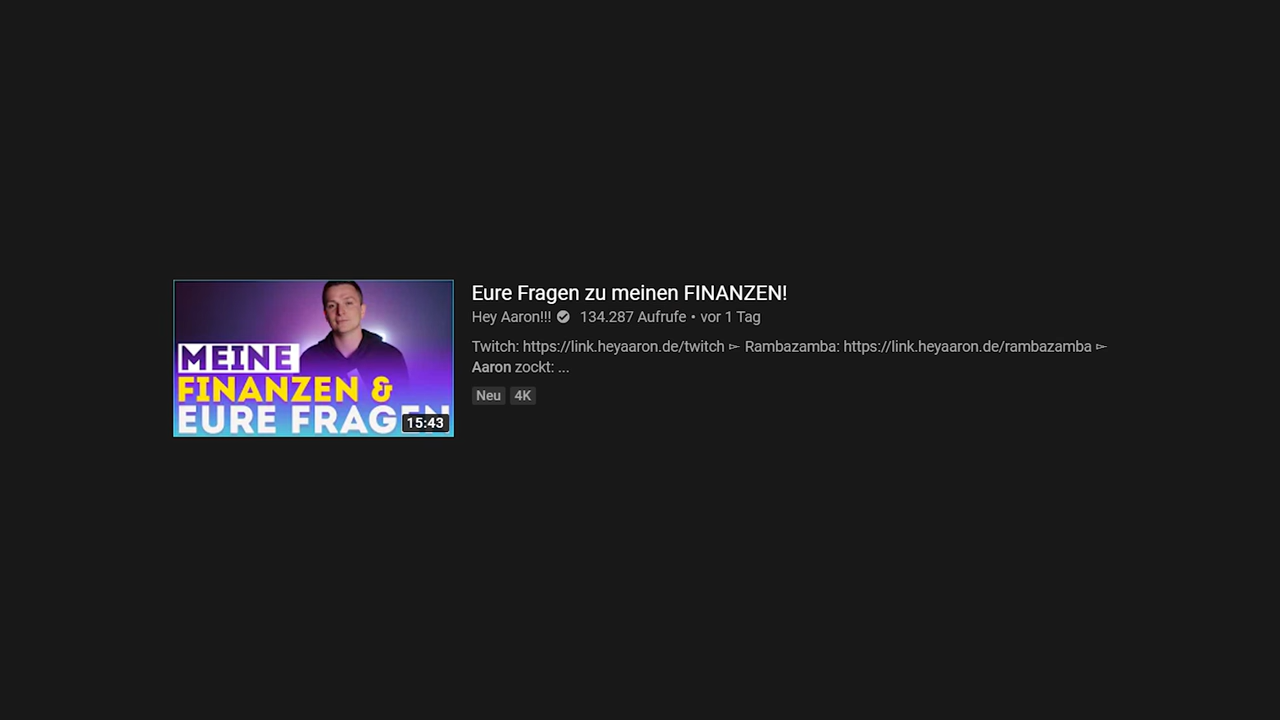 MEINE
FINANZEN &
EURE FRAGEN
15:43
Eure Fragen zu meinen FINANZEN!
Hey Aaron!!! 134.287 Aufrufe • vor 1 Tag
Twitch: https://link.heyaaron.de/twitch ► Rambazamba: https://link.heyaaron.de/rambazamba ►
Aaron zockt: ...
Neu 4K